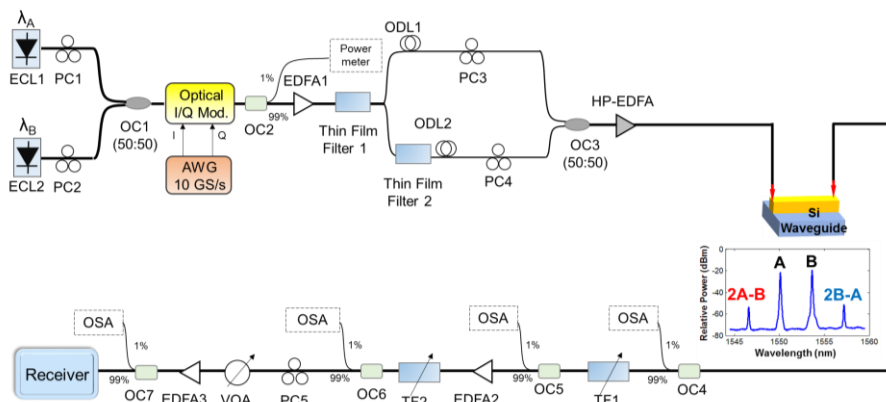 λA
ECL1
PC1
λB
ECL2
PC2
OC1
(50:50)
Optical
I/Q Mod.
I
Q
AWG
10 GS/s
OC2
1%
99%
Power
meter
EDFA1
Thin Film
Filter 1
ODL1
PC3
ODL2
Thin Film
Filter 2
PC4
OC3
(50:50)
HP-EDFA
Si
Waveguide
Relative Power (dBm)
-20
-40
-60
-80
A
B
2A-B
2B-A
1545
1550
1555
1560
Wavelength (nm)
OSA
1%
99%
OSA
1%
99%
OSA
1%
99%
OSA
1%
99%
Receiver
OC7
EDFA3
VOA
PC5
OC6
TF2
EDFA2
OC5
TF1
OC4